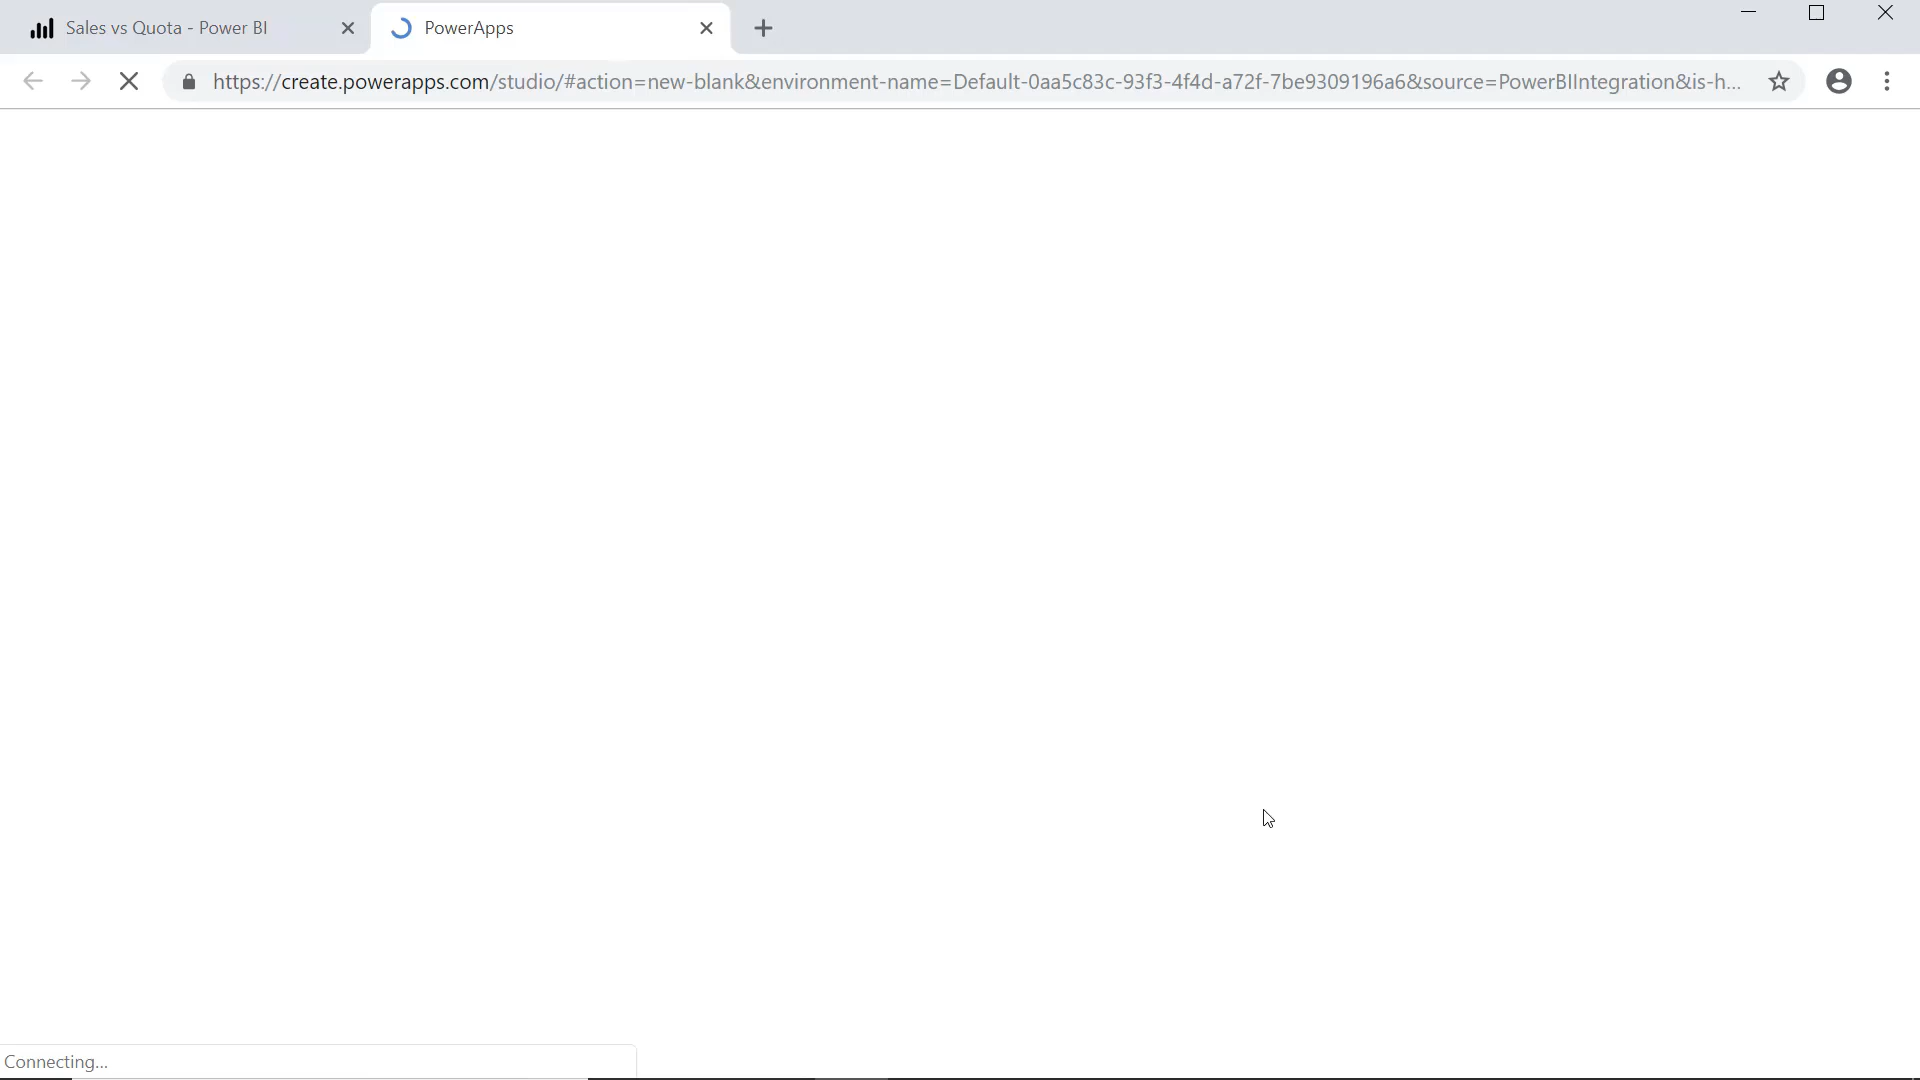 Sales vs Quota - Power BI
PowerApps
https://create.powerapps.com/studio/#action=new-blank&environment-name=Default-0aa5c83c-93f3-4f4d-a72f-7be9309196a6&source=PowerBIIntegration&is-h...
Connecting...